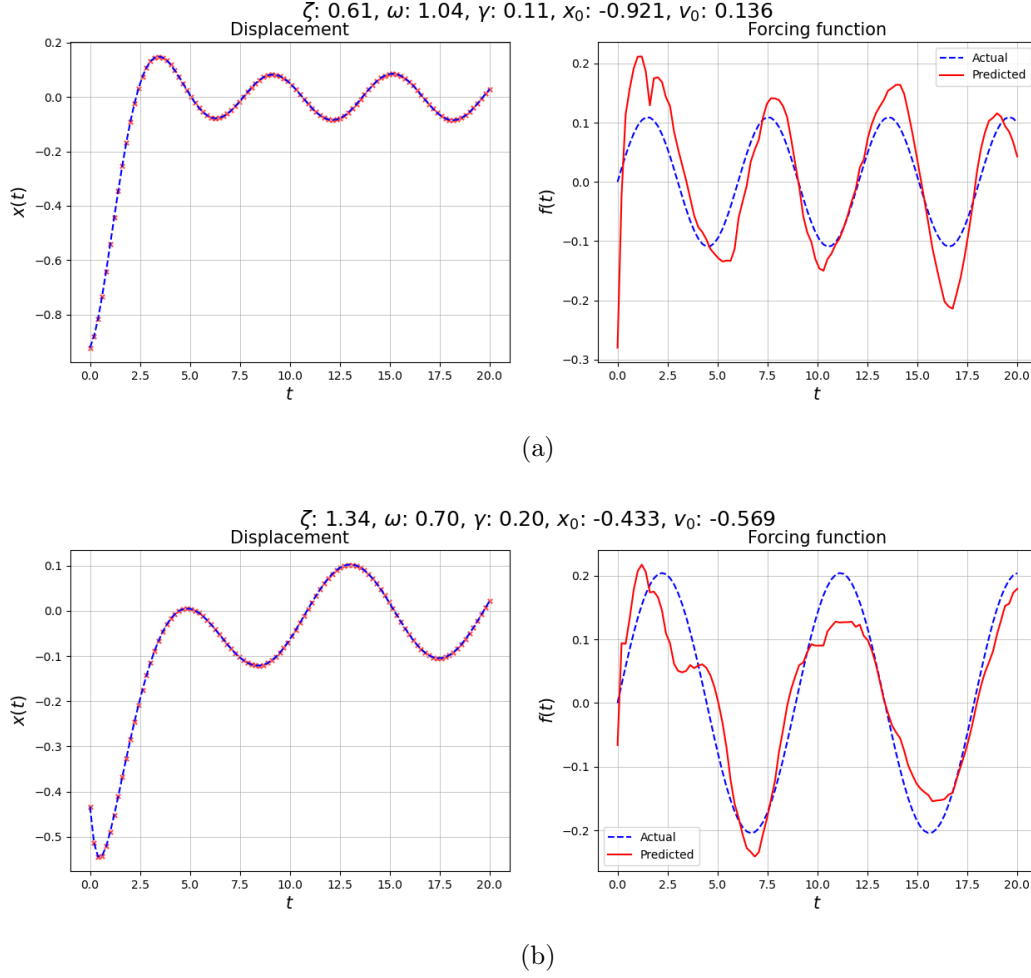 ζ: 0.61, ω: 1.04, γ: 0.11, x₀: -0.921, v₀: 0.136
Displacement
0.2
0.0
−0.2
−0.4
−0.6
−0.8
x(t)
0.0 2.5 5.0 7.5 10.0 12.5 15.0 17.5 20.0
t
Forcing function
Actual
Predicted
0.2
0.1
0.0
−0.1
−0.2
−0.3
f(t)
0.0 2.5 5.0 7.5 10.0 12.5 15.0 17.5 20.0
t
(a)
ζ: 1.34, ω: 0.70, γ: 0.20, x₀: -0.433, v₀: -0.569
Displacement
0.1
0.0
−0.1
−0.2
−0.3
−0.4
−0.5
x(t)
0.0 2.5 5.0 7.5 10.0 12.5 15.0 17.5 20.0
t
Forcing function
0.2
0.1
0.0
−0.1
−0.2
f(t)
Actual
Predicted
0.0 2.5 5.0 7.5 10.0 12.5 15.0 17.5 20.0
t
(b)